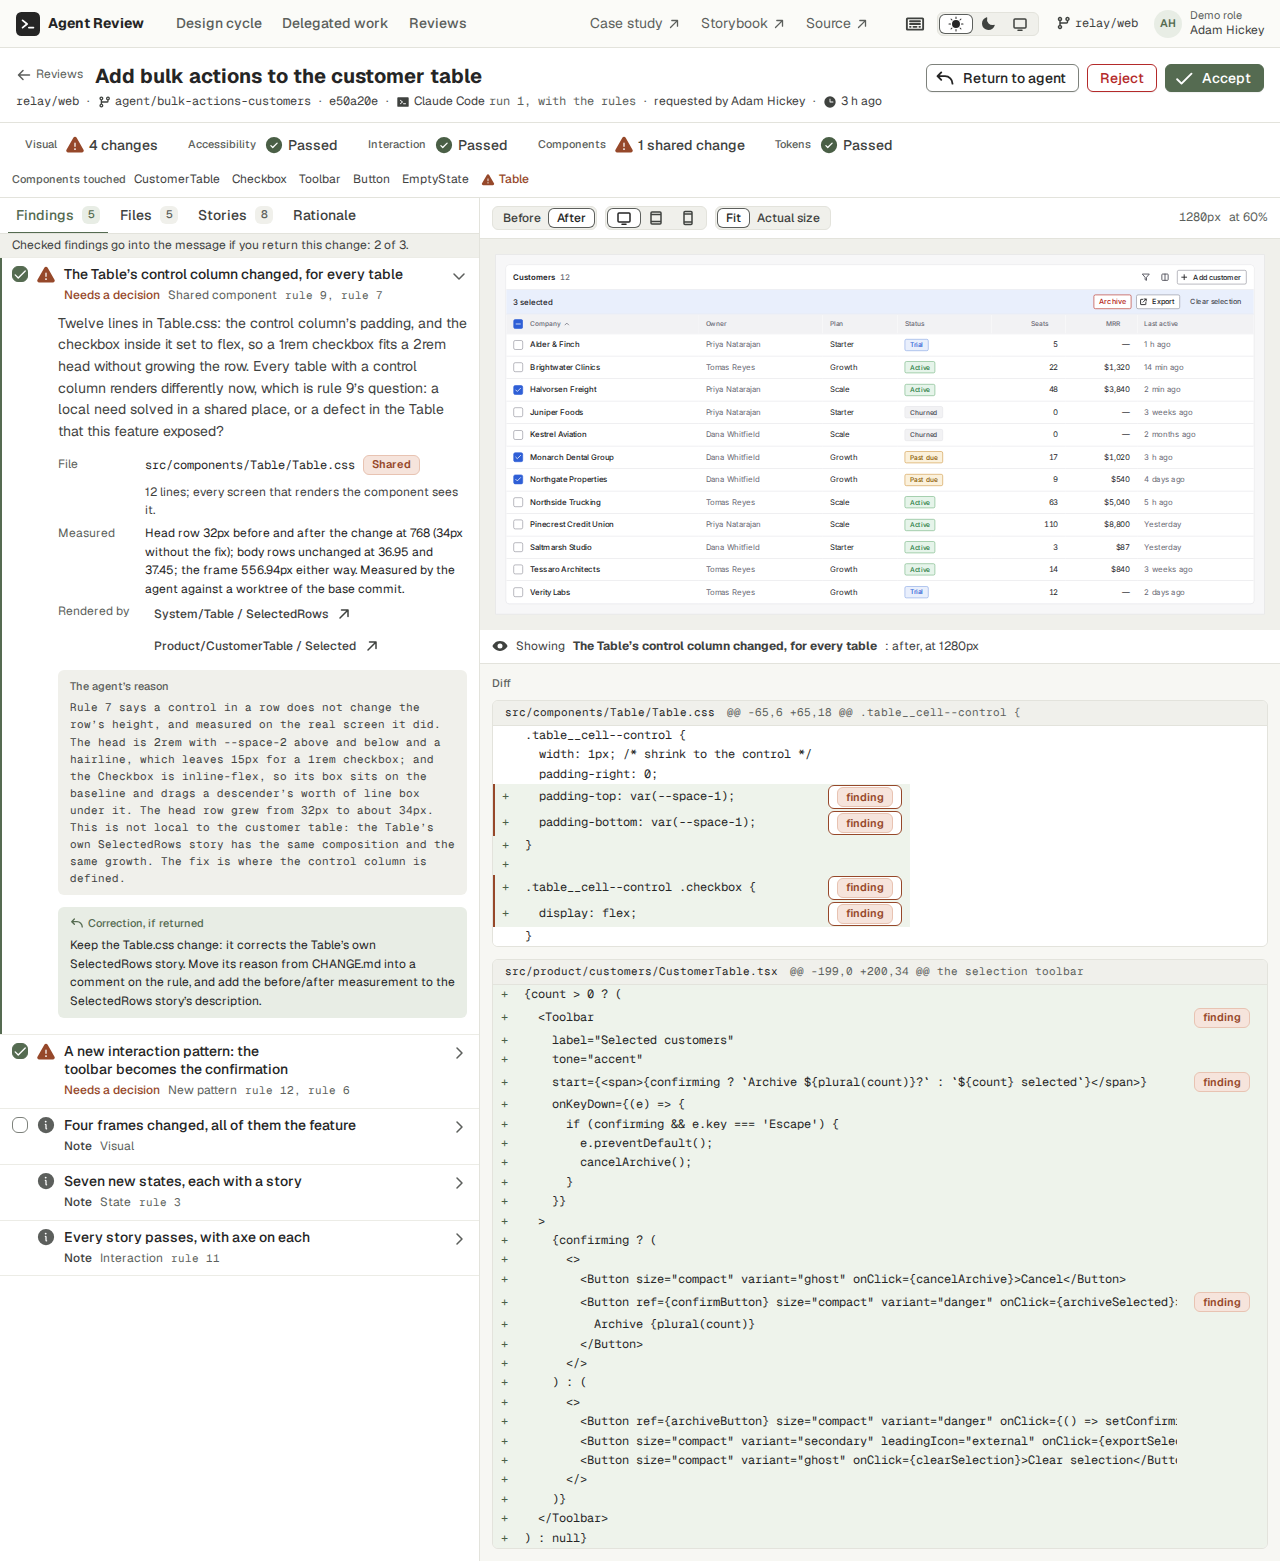 Agent Review Design cycle Delegated work Reviews Case study Storybook Source relay/web AH Demo role Adam Hickey
Reviews Add bulk actions to the customer table Return to agent Reject Accept
relay/web · agent/bulk-actions-customers · e50a20e · Claude Code run 1, with the rules · requested by Adam Hickey · 3 h ago
Visual 4 changes Accessibility Passed Interaction Passed Components 1 shared change Tokens Passed
Components touched CustomerTable Checkbox Toolbar Button EmptyState Table
Findings 5 Files 5 Stories 8 Rationale
Checked findings go into the message if you return this change: 2 of 3.
The Table's control column changed, for every table
Needs a decision Shared component rule 9, rule 7
Twelve lines in Table.css: the control column's padding, and the
checkbox inside it set to flex, so a 1rem checkbox fits a 2rem
head without growing the row. Every table with a control
column renders differently now, which is rule 9's question: a
local need solved in a shared place, or a defect in the Table
that this feature exposed?
File src/components/Table/Table.css Shared
12 lines; every screen that renders the component sees
it.
Measured Head row 32px before and after the change at 768 (34px
without the fix); body rows unchanged at 36.95 and
37.45; the frame 556.94px either way. Measured by the
agent against a worktree of the base commit.
Rendered by System/Table / SelectedRows
Product/CustomerTable / Selected
The agent's reason
Rule 7 says a control in a row does not change the
row's height, and measured on the real screen it did.
The head is 2rem with --space-2 above and below and a
hairline, which leaves 15px for a 1rem checkbox; and
the Checkbox is inline-flex, so its box sits on the
baseline and drags a descender's worth of line box
under it. The head row grew from 32px to about 34px.
This is not local to the customer table: the Table's
own SelectedRows story has the same composition and the
same growth. The fix is where the control column is
defined.
Correction, if returned
Keep the Table.css change: it corrects the Table's own
SelectedRows story. Move its reason from CHANGE.md into a
comment on the rule, and add the before/after measurement to the
SelectedRows story's description.
A new interaction pattern: the
toolbar becomes the confirmation
Needs a decision New pattern rule 12, rule 6
Four frames changed, all of them the feature
Note Visual
Seven new states, each with a story
Note State rule 3
Every story passes, with axe on each
Note Interaction rule 11
Before After Fit Actual size 1280px at 60%
Customers 12 Add customer
3 selected Archive Export Clear selection
Company Owner Plan Status Seats MRR Last active
Alder & Finch Priya Natarajan Starter Trial 5 — 1 h ago
Brightwater Clinics Tomas Reyes Growth Active 22 $1,320 14 min ago
Halvorsen Freight Priya Natarajan Scale Active 48 $3,840 2 min ago
Juniper Foods Priya Natarajan Starter Churned 0 — 3 weeks ago
Kestrel Aviation Dana Whitfield Scale Churned 0 — 2 months ago
Monarch Dental Group Dana Whitfield Growth Past due 17 $1,020 3 h ago
Northgate Properties Dana Whitfield Growth Past due 9 $540 4 days ago
Northside Trucking Tomas Reyes Scale Active 63 $5,040 5 h ago
Pinecrest Credit Union Priya Natarajan Scale Active 110 $8,800 Yesterday
Saltmarsh Studio Dana Whitfield Starter Active 3 $87 Yesterday
Tessaro Architects Tomas Reyes Growth Active 14 $840 3 weeks ago
Verity Labs Tomas Reyes Growth Trial 12 — 2 days ago
Showing The Table's control column changed, for every table : after, at 1280px
Diff
src/components/Table/Table.css @@ -65,6 +65,18 @@ .table__cell--control {
.table__cell--control {
width: 1px; /* shrink to the control */
padding-right: 0;
+ padding-top: var(--space-1); finding
+ padding-bottom: var(--space-1); finding
+ }
+
+ .table__cell--control .checkbox { finding
+ display: flex; finding
}
src/product/customers/CustomerTable.tsx @@ -199,0 +200,34 @@ the selection toolbar
+ {count > 0 ? (
+ <Toolbar finding
+ label="Selected customers"
+ tone="accent"
+ start={<span>{confirming ? `Archive ${plural(count)}?` : `${count} selected`}</span>} finding
+ onKeyDown={(e) => {
+ if (confirming && e.key === 'Escape') {
+ e.preventDefault();
+ cancelArchive();
+ }
+ }}
+ >
+ {confirming ? (
+ <>
+ <Button size="compact" variant="ghost" onClick={cancelArchive}>Cancel</Button>
+ <Button ref={confirmButton} size="compact" variant="danger" onClick={archiveSelected}> finding
+ Archive {plural(count)}
+ </Button>
+ </>
+ ) : (
+ <>
+ <Button ref={archiveButton} size="compact" variant="danger" onClick={() => setConfirm
+ <Button size="compact" variant="secondary" leadingIcon="external" onClick={exportSele
+ <Button size="compact" variant="ghost" onClick={clearSelection}>Clear selection</Butt
+ </>
+ )}
+ </Toolbar>
+ ) : null}